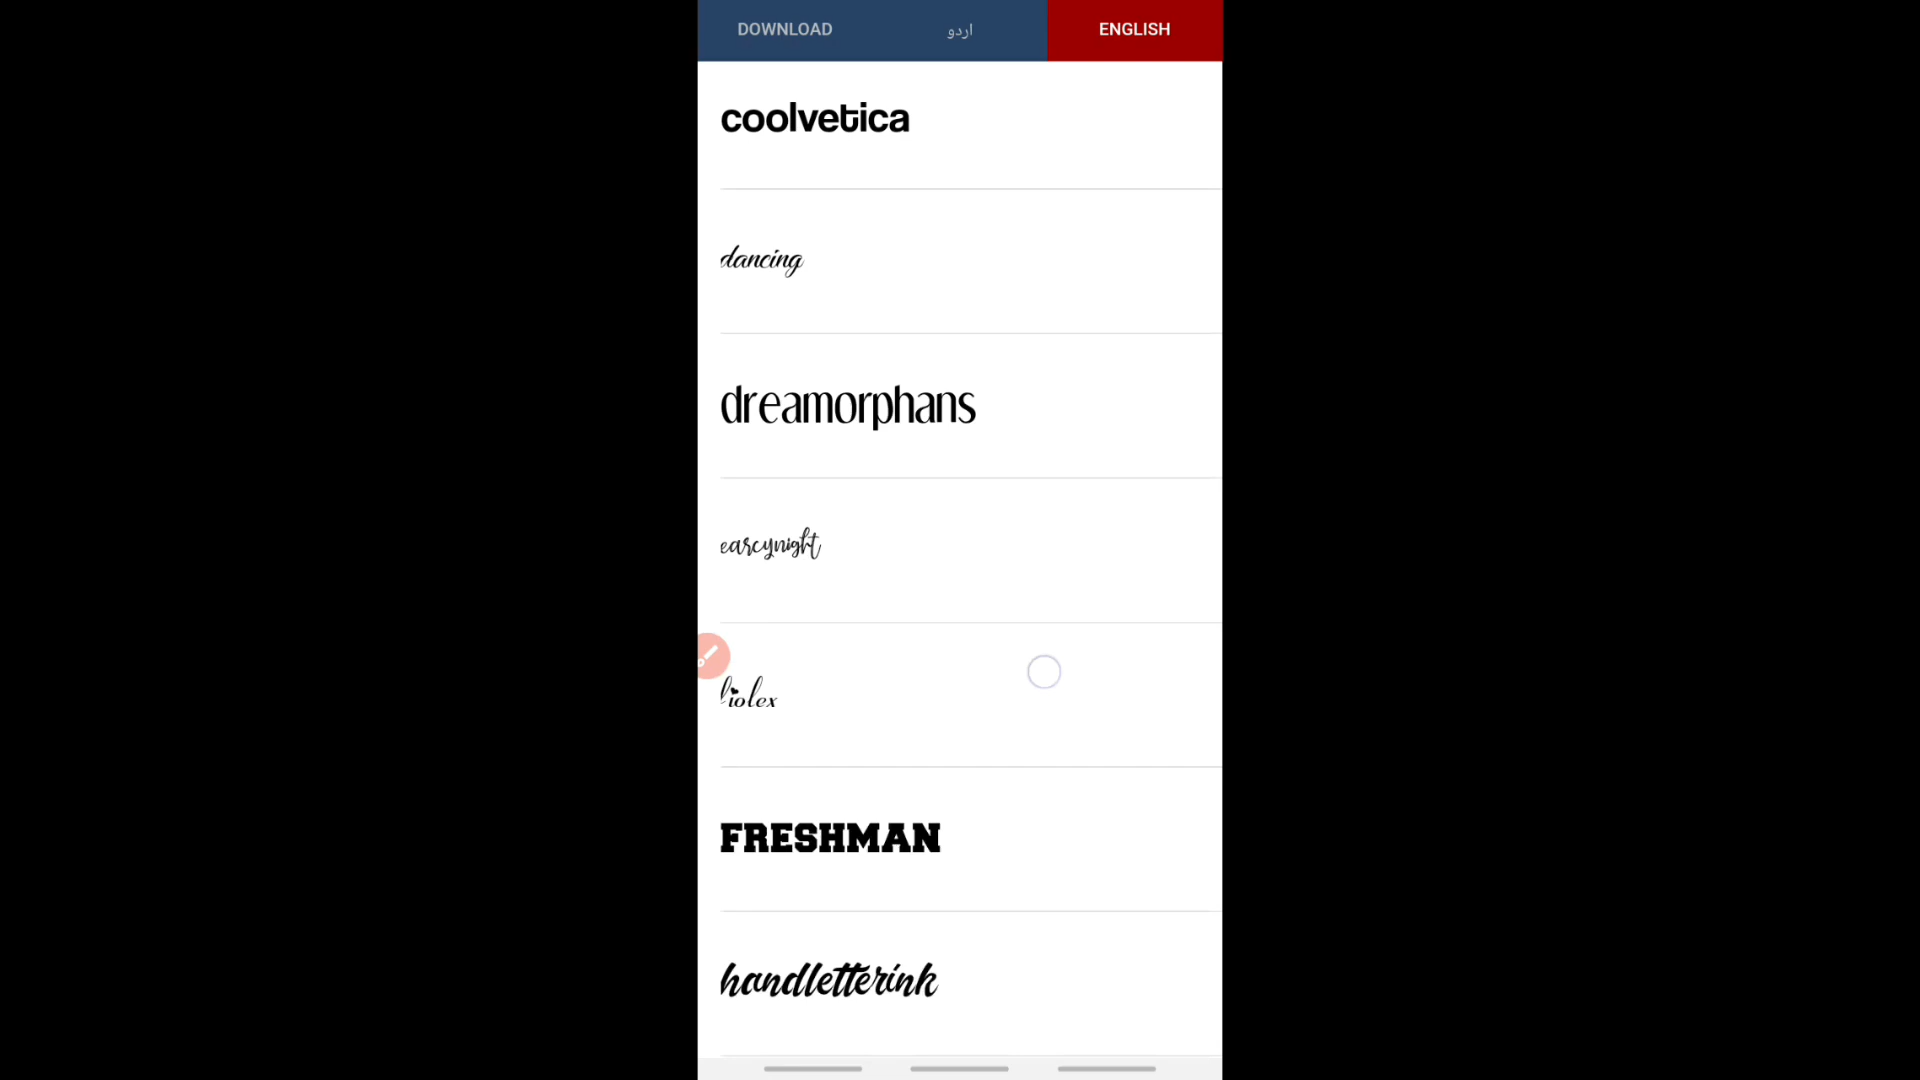 DOWNLOAD
اردو
ENGLISH
coolvetica
dancing
dreamorphans
earcynight
FRESHMAN
handletterink